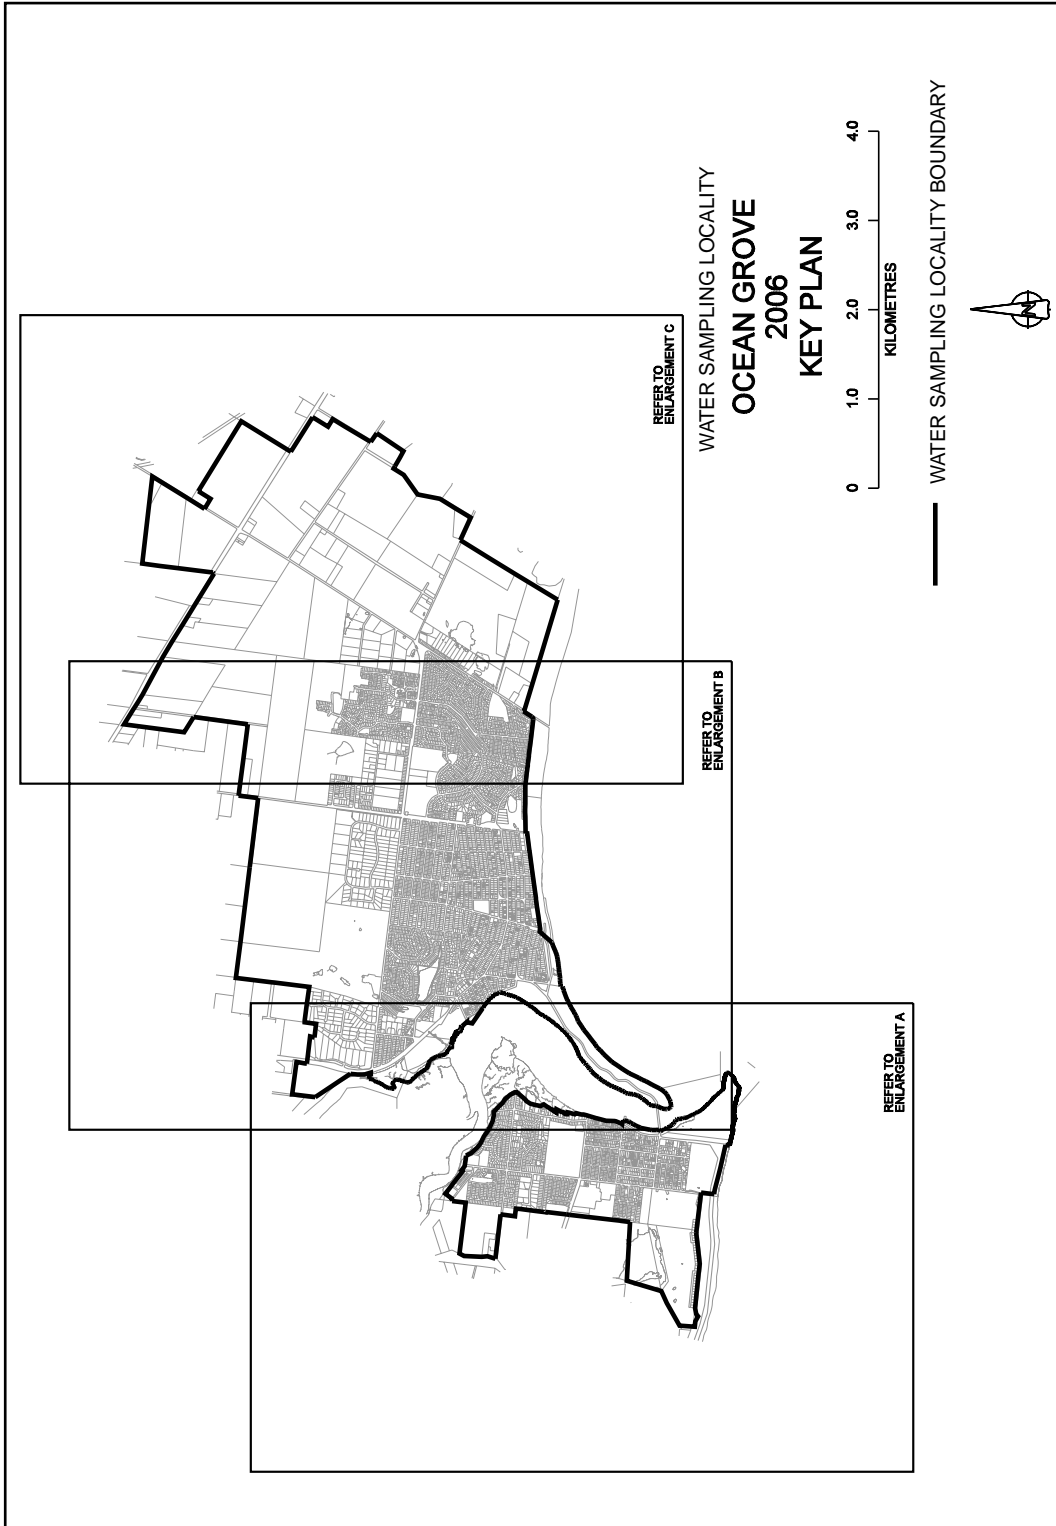 WATER SAMPLING LOCALITY
OCEAN GROVE
2006
KEY PLAN
0 1.0 2.0 3.0 4.0
KILOMETRES
WATER SAMPLING LOCALITY BOUNDARY
N
REFER TO
ENLARGEMENT C
REFER TO
ENLARGEMENT B
REFER TO
ENLARGEMENT A